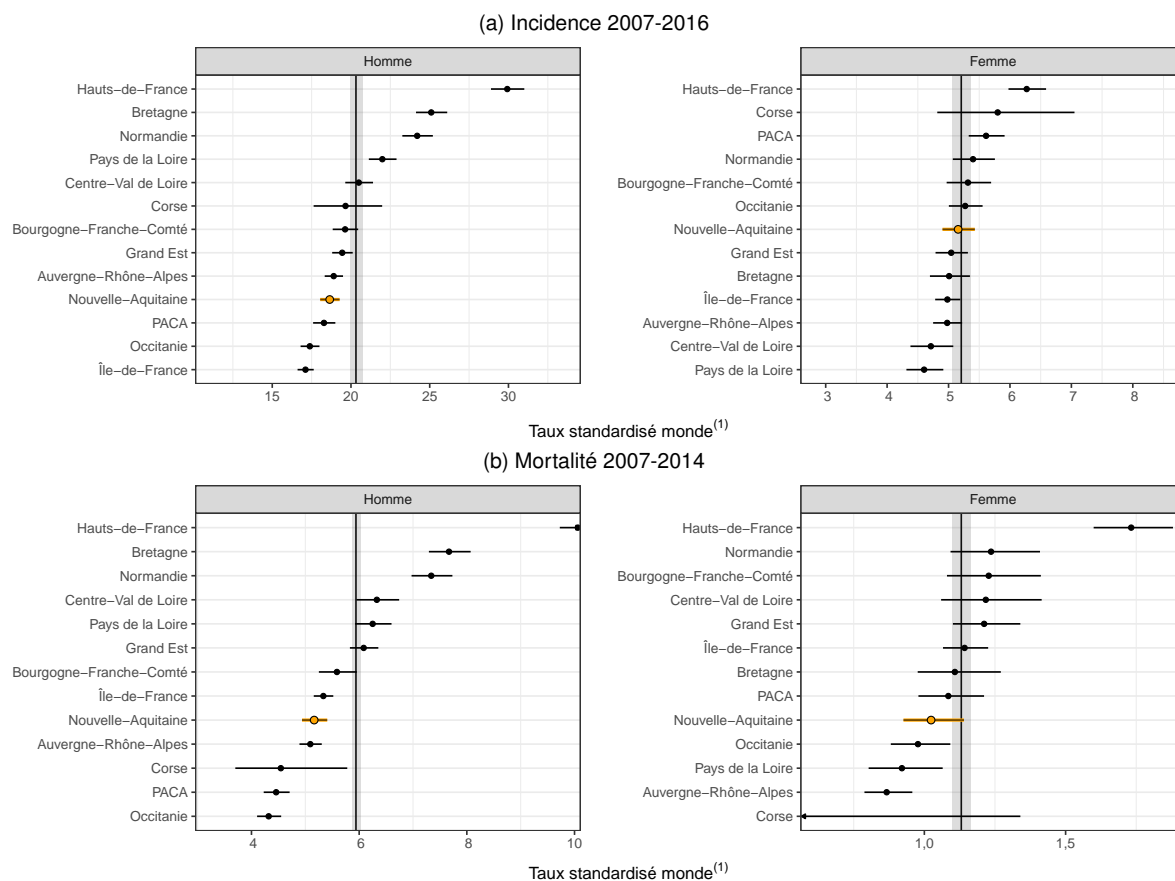 (a) Incidence 2007-2016
Homme
Hauts−de−France
Bretagne
Normandie
Pays de la Loire
Centre−Val de Loire
Corse
Bourgogne−Franche−Comté
Grand Est
Auvergne−Rhône−Alpes
Nouvelle−Aquitaine
PACA
Occitanie
Île−de−France
15 20 25 30
Femme
Hauts−de−France
Corse
PACA
Normandie
Bourgogne−Franche−Comté
Occitanie
Nouvelle−Aquitaine
Grand Est
Bretagne
Île−de−France
Auvergne−Rhône−Alpes
Centre−Val de Loire
Pays de la Loire
3 4 5 6 7 8
Taux standardisé monde(1)
(b) Mortalité 2007-2014
Homme
Hauts−de−France
Bretagne
Normandie
Centre−Val de Loire
Pays de la Loire
Grand Est
Bourgogne−Franche−Comté
Île−de−France
Nouvelle−Aquitaine
Auvergne−Rhône−Alpes
Corse
PACA
Occitanie
4 6 8 10
Femme
Hauts−de−France
Normandie
Bourgogne−Franche−Comté
Centre−Val de Loire
Grand Est
Île−de−France
Bretagne
PACA
Nouvelle−Aquitaine
Occitanie
Pays de la Loire
Auvergne−Rhône−Alpes
Corse
1,0 1,5
Taux standardisé monde(1)